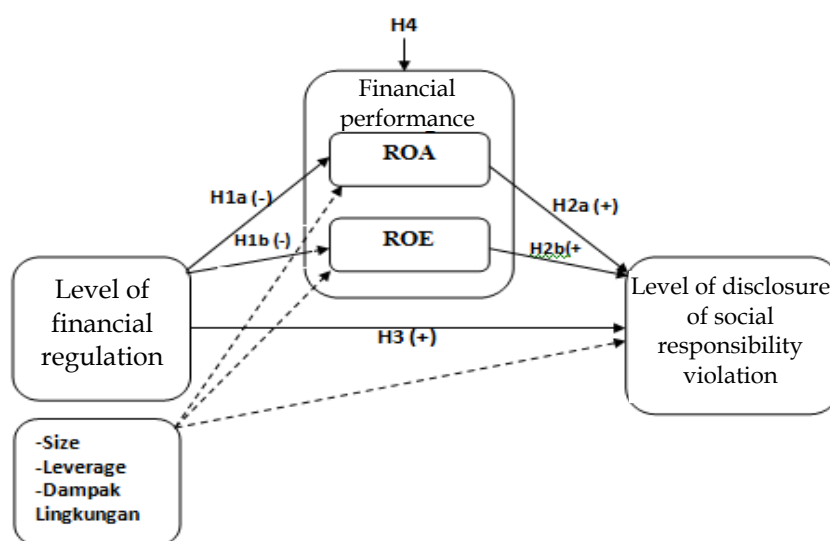 H4
Financial
performance
ROA
H1a (-)
H2a (+)
H1b (-)
ROE
H2b(+
Level of
financial
regulation
Level of disclosure
of social
responsibility
violation
H3 (+)
-Size
-Leverage
-Dampak
Lingkungan